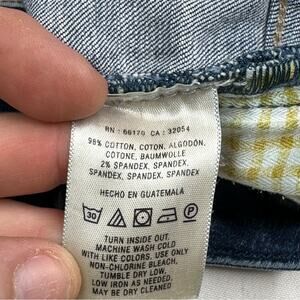 RN : 66170 CA : 32054
98% COTTON, COTON, ALGODÓN,
COTONE, BAUMWOLLE
2% SPANDEX, SPANDEX
SPANDEX, SPANDEX, SPANDEX
HECHO EN GUATEMALA
30
TURN INSIDE OUT.
MACHINE WASH COLD
WITH LIKE COLORS. USE ONLY
NON-CHLORINE BLEACH.
TUMBLE DRY LOW.
LOW IRON AS NEEDED.
MAY BE DRY CLEANED